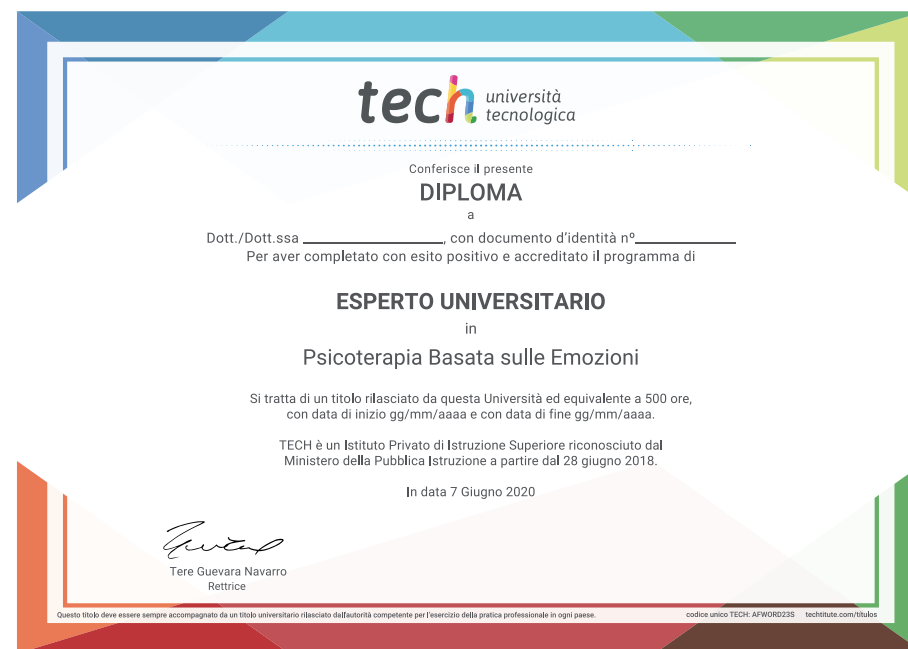 tech università
tecnologica
Conferisce il presente
DIPLOMA
a
Dott./Dott.ssa ____________________, con documento d'identità nº______________
Per aver completato con esito positivo e accreditato il programma di
ESPERTO UNIVERSITARIO
in
Psicoterapia Basata sulle Emozioni
Si tratta di un titolo rilasciato da questa Università ed equivalente a 500 ore,
con data di inizio gg/mm/aaaa e con data di fine gg/mm/aaaa.
TECH è un Istituto Privato di Istruzione Superiore riconosciuto dal
Ministero della Pubblica Istruzione a partire dal 28 giugno 2018.
In data 7 Giugno 2020
Tere Guevara Navarro
Rettrice
Questo titolo deve essere sempre accompagnato da un titolo universitario rilasciato dall'autorità competente per l'esercizio della pratica professionale in ogni paese. codice unico TECH: AFWORD23S techtitute.com/titulos